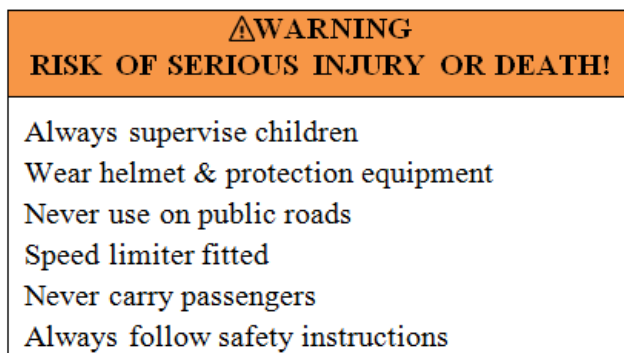 ⚠WARNING
RISK OF SERIOUS INJURY OR DEATH!
Always supervise children
Wear helmet & protection equipment
Never use on public roads
Speed limiter fitted
Never carry passengers
Always follow safety instructions